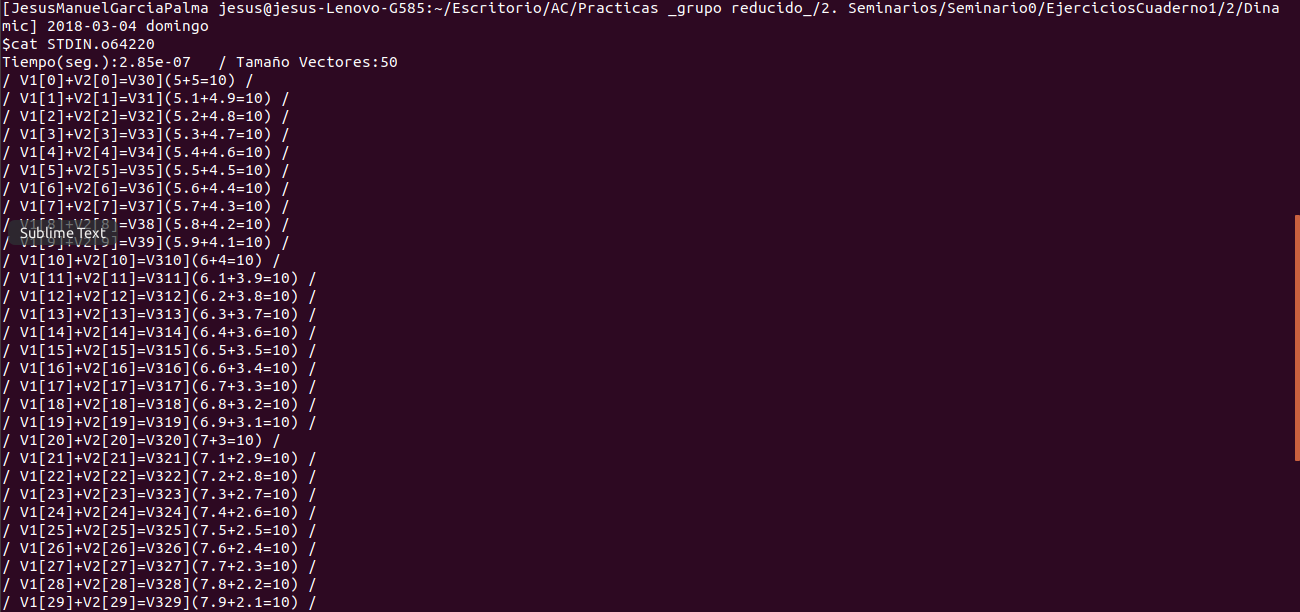 [JesusManuelGarciaPalma jesus@jesus-Lenovo-G585:~/Escritorio/AC/Practicas _grupo reducido_/2. Seminarios/Seminario0/EjerciciosCuaderno1/2/Dina
mic] 2018-03-04 domingo
$cat STDIN.o64220
Tiempo(seg.):2.85e-07   / Tamaño Vectores:50
/ V1[0]+V2[0]=V30](5+5=10) /
/ V1[1]+V2[1]=V31](5.1+4.9=10) /
/ V1[2]+V2[2]=V32](5.2+4.8=10) /
/ V1[3]+V2[3]=V33](5.3+4.7=10) /
/ V1[4]+V2[4]=V34](5.4+4.6=10) /
/ V1[5]+V2[5]=V35](5.5+4.5=10) /
/ V1[6]+V2[6]=V36](5.6+4.4=10) /
/ V1[7]+V2[7]=V37](5.7+4.3=10) /
/ V1[8]+V2[8]=V38](5.8+4.2=10) /
Sublime Text
/ V1[9]+V2[9]=V39](5.9+4.1=10) /
/ V1[10]+V2[10]=V310](6+4=10) /
/ V1[11]+V2[11]=V311](6.1+3.9=10) /
/ V1[12]+V2[12]=V312](6.2+3.8=10) /
/ V1[13]+V2[13]=V313](6.3+3.7=10) /
/ V1[14]+V2[14]=V314](6.4+3.6=10) /
/ V1[15]+V2[15]=V315](6.5+3.5=10) /
/ V1[16]+V2[16]=V316](6.6+3.4=10) /
/ V1[17]+V2[17]=V317](6.7+3.3=10) /
/ V1[18]+V2[18]=V318](6.8+3.2=10) /
/ V1[19]+V2[19]=V319](6.9+3.1=10) /
/ V1[20]+V2[20]=V320](7+3=10) /
/ V1[21]+V2[21]=V321](7.1+2.9=10) /
/ V1[22]+V2[22]=V322](7.2+2.8=10) /
/ V1[23]+V2[23]=V323](7.3+2.7=10) /
/ V1[24]+V2[24]=V324](7.4+2.6=10) /
/ V1[25]+V2[25]=V325](7.5+2.5=10) /
/ V1[26]+V2[26]=V326](7.6+2.4=10) /
/ V1[27]+V2[27]=V327](7.7+2.3=10) /
/ V1[28]+V2[28]=V328](7.8+2.2=10) /
/ V1[29]+V2[29]=V329](7.9+2.1=10) /